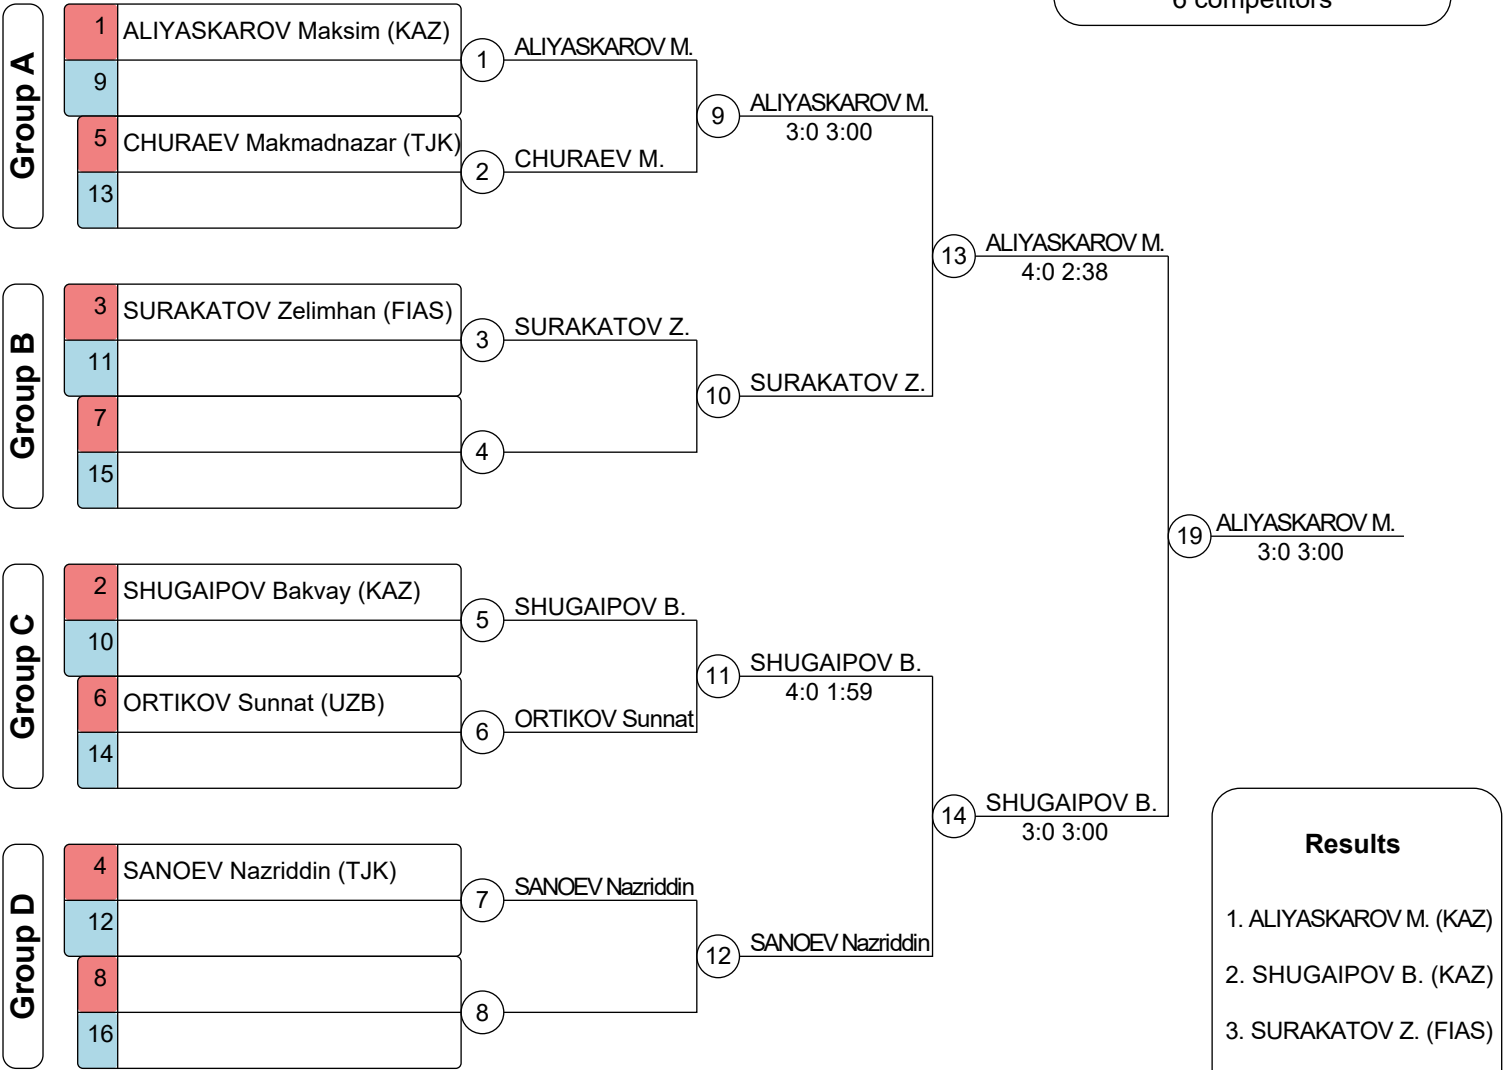 6 competitors
Group A
1 ALIYASKAROV Maksim (KAZ)
9
5 CHURAEV Makmadnazar (TJK)
13
1 ALIYASKAROV M.
2 CHURAEV M.
9 ALIYASKAROV M.
3:0 3:00
Group B
3 SURAKATOV Zelimhan (FIAS)
11
7
15
3 SURAKATOV Z.
4
10 SURAKATOV Z.
13 ALIYASKAROV M.
4:0 2:38
Group C
2 SHUGAIPOV Bakvay (KAZ)
10
6 ORTIKOV Sunnat (UZB)
14
5 SHUGAIPOV B.
6 ORTIKOV Sunnat
11 SHUGAIPOV B.
4:0 1:59
Group D
4 SANOEV Nazriddin (TJK)
12
8
16
7 SANOEV Nazriddin
8
12 SANOEV Nazriddin
14 SHUGAIPOV B.
3:0 3:00
19 ALIYASKAROV M.
3:0 3:00
Results
1. ALIYASKAROV M. (KAZ)
2. SHUGAIPOV B. (KAZ)
3. SURAKATOV Z. (FIAS)